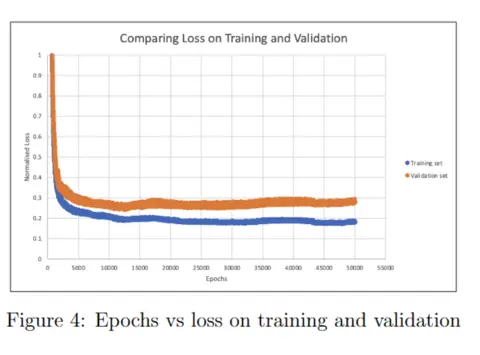 Comparing Loss on Training and Validation
1
0.9
0.8
0.7
0.6
0.5
0.4
0.3
0.2
0.1
0
Normalised Loss
0 5000 10000 15000 20000 25000 30000 35000 40000 45000 50000 55000
Epochs
Training set
Validation set
Figure 4: Epochs vs loss on training and validation